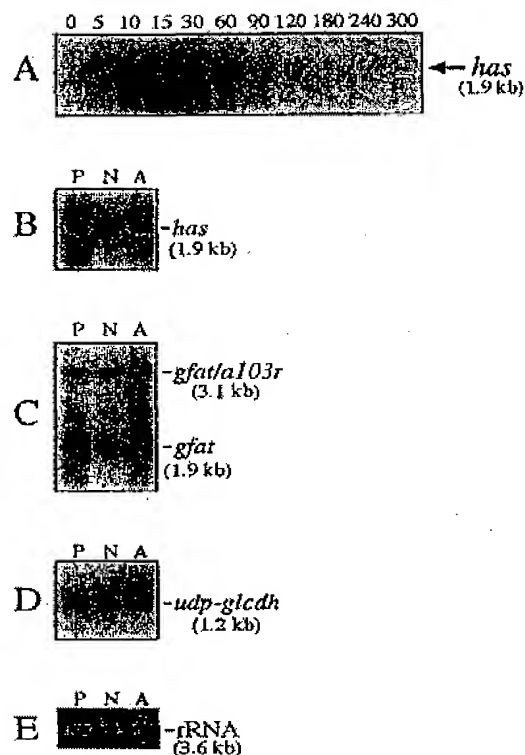 0 5 10 15 30 60 90 120 180 240 300
A
has
(1.9 kb)
P N A
B
-has
(1.9 kb)
P N A
C
-gfat/a103r
(3.1 kb)
-gfat
(1.9 kb)
P N A
D
-udp-glcdh
(1.2 kb)
P N A
E
-rRNA
(3.6 kb)